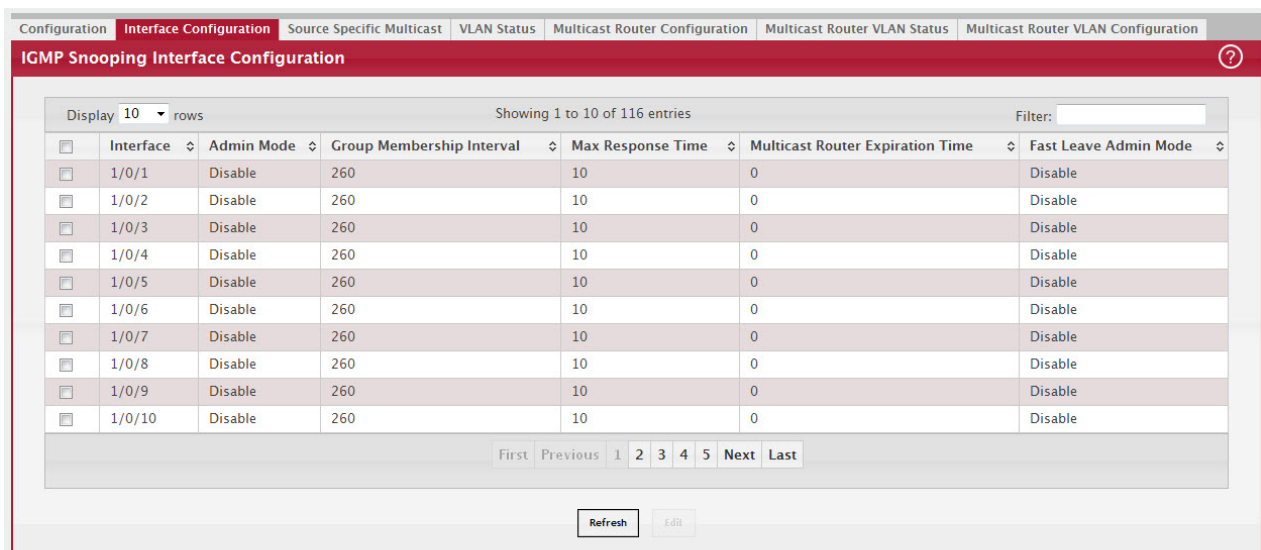 Configuration Interface Configuration Source Specific Multicast VLAN Status Multicast Router Configuration Multicast Router VLAN Status Multicast Router VLAN Configuration
IGMP Snooping Interface Configuration ?
Display 10 rows Showing 1 to 10 of 116 entries Filter:
Interface Admin Mode Group Membership Interval Max Response Time Multicast Router Expiration Time Fast Leave Admin Mode
1/0/1 Disable 260 10 0 Disable
1/0/2 Disable 260 10 0 Disable
1/0/3 Disable 260 10 0 Disable
1/0/4 Disable 260 10 0 Disable
1/0/5 Disable 260 10 0 Disable
1/0/6 Disable 260 10 0 Disable
1/0/7 Disable 260 10 0 Disable
1/0/8 Disable 260 10 0 Disable
1/0/9 Disable 260 10 0 Disable
1/0/10 Disable 260 10 0 Disable
First Previous 1 2 3 4 5 Next Last
Refresh Edit